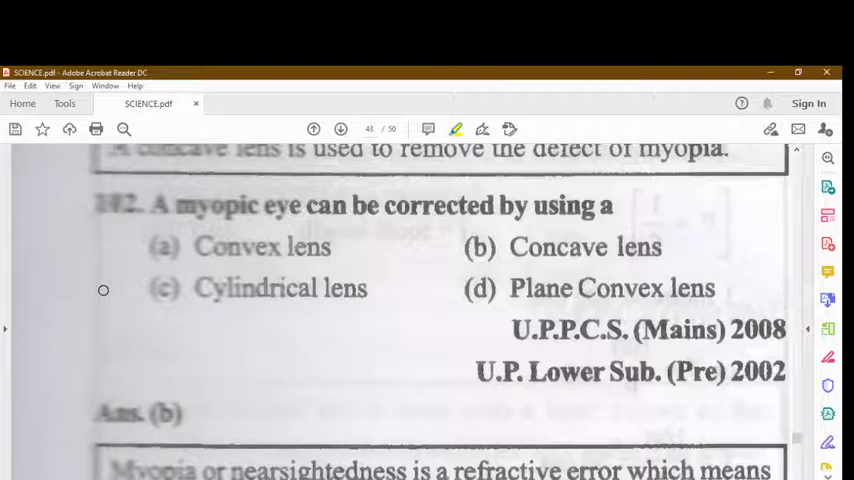 SCIENCE.pdf - Adobe Acrobat Reader DC
File Edit View Sign Window Help
Home Tools SCIENCE.pdf × Sign In
43 / 50
A concave lens is used to remove the defect of myopia.
102. A myopic eye can be corrected by using a
(a) Convex lens (b) Concave lens
(c) Cylindrical lens (d) Plane Convex lens
U.P.P.C.S. (Mains) 2008
U.P. Lower Sub. (Pre) 2002
Ans. (b)
Myopia or nearsightedness is a refractive error which means